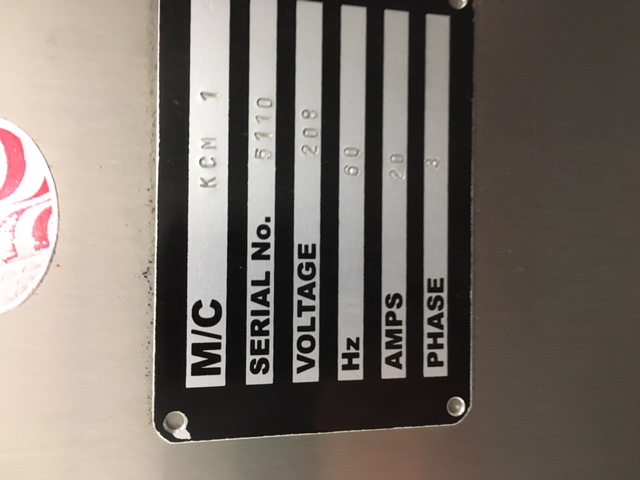 M/C KCM 1
SERIAL No. 5110
VOLTAGE 208
Hz 60
AMPS 20
PHASE 3